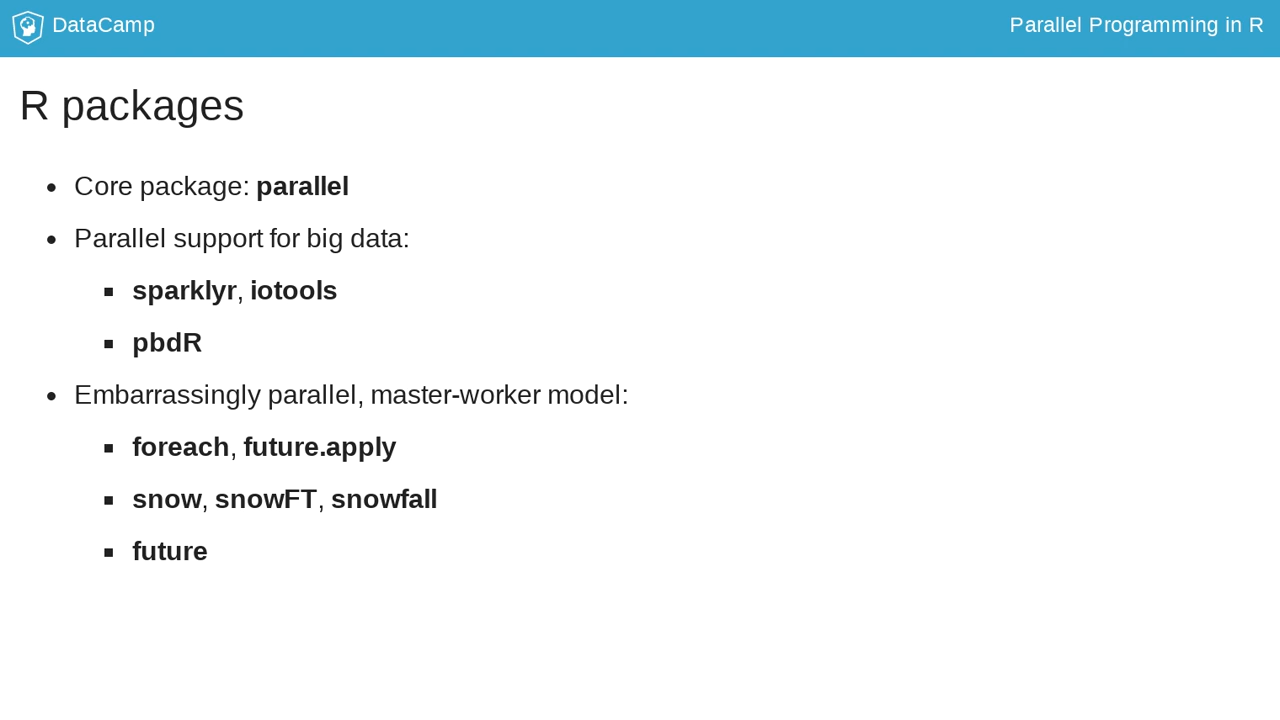 DataCamp
Parallel Programming in R
R packages
• Core package: parallel
• Parallel support for big data:
▪ sparklyr, iotools
▪ pbdR
• Embarrassingly parallel, master-worker model:
▪ foreach, future.apply
▪ snow, snowFT, snowfall
▪ future